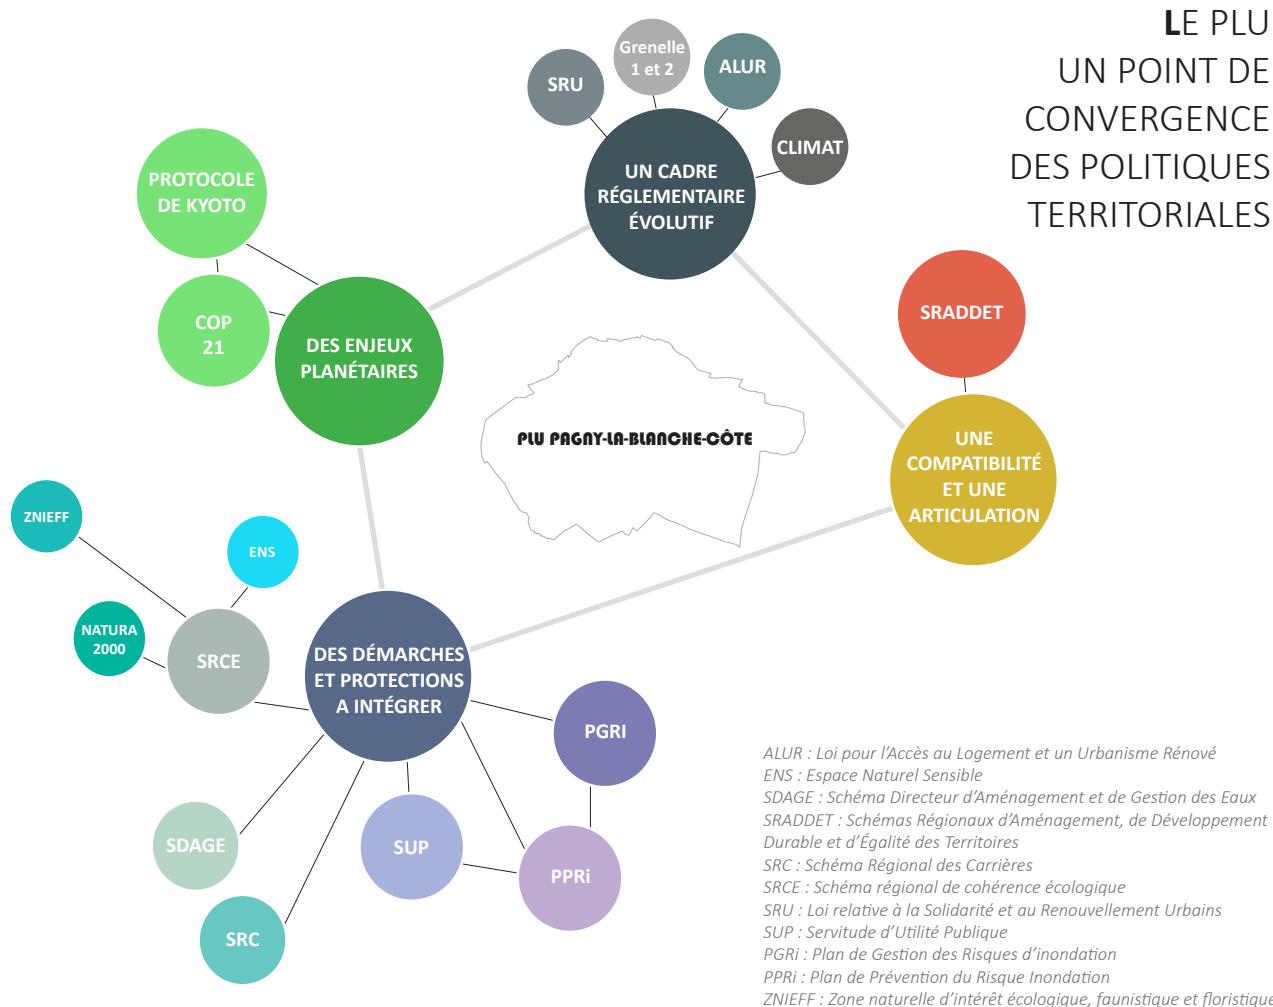 LE PLU
UN POINT DE
CONVERGENCE
DES POLITIQUES
TERRITORIALES
SRU
Grenelle
1 et 2
ALUR
CLIMAT
UN CADRE
RÉGLEMENTAIRE
ÉVOLUTIF
PROTOCOLE
DE KYOTO
COP
21
DES ENJEUX
PLANÉTAIRES
SRADDET
UNE
COMPATIBILITÉ
ET UNE
ARTICULATION
PLU PAGNY-LA-BLANCHE-CÔTE
ZNIEFF
ENS
NATURA
2000
SRCE
DES DÉMARCHES
ET PROTECTIONS
A INTÉGRER
PGRI
SDAGE
SUP
PPRi
SRC
ALUR : Loi pour l’Accès au Logement et un Urbanisme Rénové
ENS : Espace Naturel Sensible
SDAGE : Schéma Directeur d’Aménagement et de Gestion des Eaux
SRADDET : Schémas Régionaux d’Aménagement, de Développement
Durable et d’Égalité des Territoires
SRC : Schéma Régional des Carrières
SRCE : Schéma régional de cohérence écologique
SRU : Loi relative à la Solidarité et au Renouvellement Urbains
SUP : Servitude d’Utilité Publique
PGRi : Plan de Gestion des Risques d’inondation
PPRi : Plan de Prévention du Risque Inondation
ZNIEFF : Zone naturelle d’intérêt écologique, faunistique et floristique